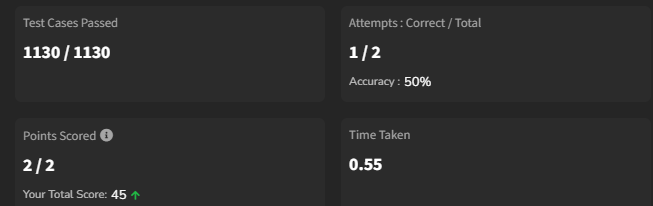 Test Cases Passed
1130 / 1130
Attempts : Correct / Total
1 / 2
Accuracy : 50%
Points Scored
2 / 2
Your Total Score: 45
Time Taken
0.55